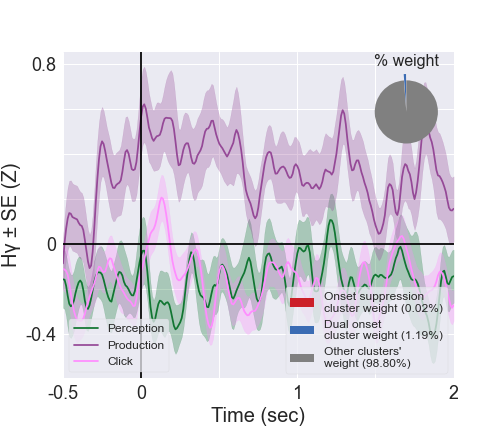 % weight
0.8
0
-0.4
Hγ ± SE (Z)
Perception
Production
Click
Onset suppression
cluster weight (0.02%)
Dual onset
cluster weight (1.19%)
Other clusters'
weight (98.80%)
-0.5
0
1
2
Time (sec)